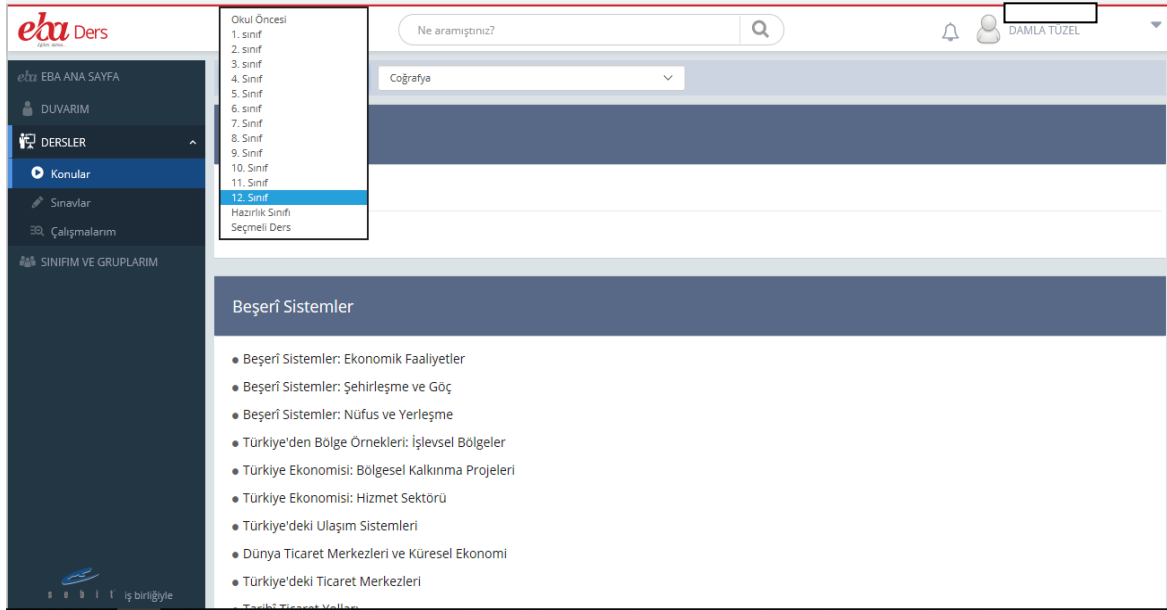 eba Ders
Okul Öncesi
1. sınıf
2. sınıf
3. sınıf
4. Sınıf
5. Sınıf
6. sınıf
7. Sınıf
8. Sınıf
9. Sınıf
10. Sınıf
11. Sınıf
12. Sınıf
Hazırlık Sınıfı
Seçmeli Ders
Ne aramıştınız?
DAMLA TÜZEL
eba EBA ANA SAYFA
DUVARIM
DERSLER
Konular
Sınavlar
Çalışmalarım
SINIFIM VE GRUPLARIM
sebit iş birliğiyle
Coğrafya
Beşerî Sistemler
Beşerî Sistemler: Ekonomik Faaliyetler
Beşerî Sistemler: Şehirleşme ve Göç
Beşerî Sistemler: Nüfus ve Yerleşme
Türkiye'den Bölge Örnekleri: İşlevsel Bölgeler
Türkiye Ekonomisi: Bölgesel Kalkınma Projeleri
Türkiye Ekonomisi: Hizmet Sektörü
Türkiye'deki Ulaşım Sistemleri
Dünya Ticaret Merkezleri ve Küresel Ekonomi
Türkiye'deki Ticaret Merkezleri
Tarihî Ticaret Yolları